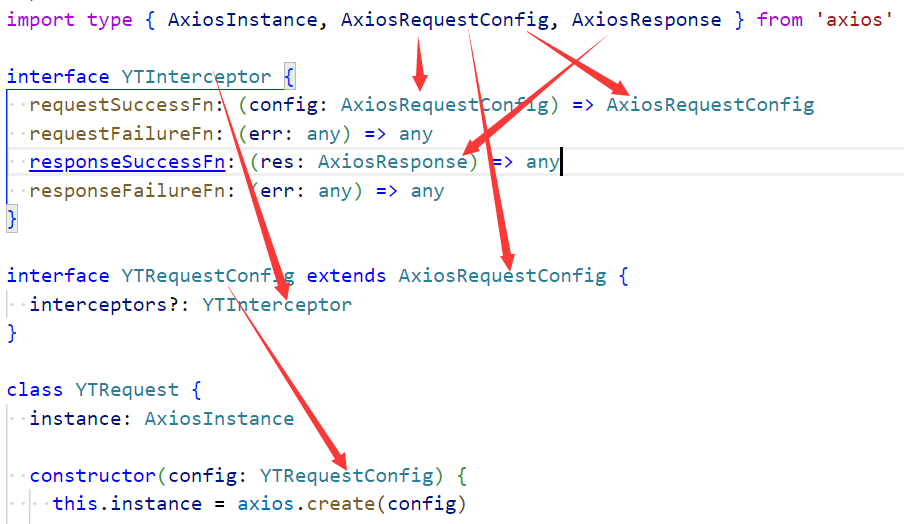 import type { AxiosInstance, AxiosRequestConfig, AxiosResponse } from 'axios'
interface YTInterceptor {
requestSuccessFn: (config: AxiosRequestConfig) => AxiosRequestConfig
requestFailureFn: (err: any) => any
responseSuccessFn: (res: AxiosResponse) => any
responseFailureFn: (err: any) => any
}
interface YTRequestConfig extends AxiosRequestConfig {
interceptors?: YTInterceptor
}
class YTRequest {
instance: AxiosInstance
constructor(config: YTRequestConfig) {
this.instance = axios.create(config)